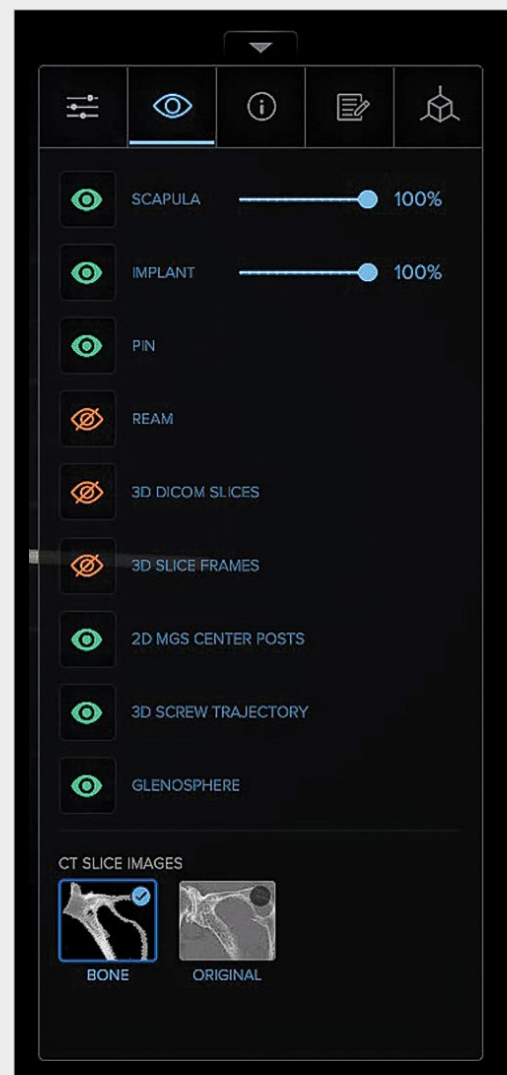 SCAPULA 100%
IMPLANT 100%
PIN
REAM
3D DICOM SLICES
3D SLICE FRAMES
2D MGS CENTER POSTS
3D SCREW TRAJECTORY
GLENOSPHERE
CT SLICE IMAGES
BONE ORIGINAL